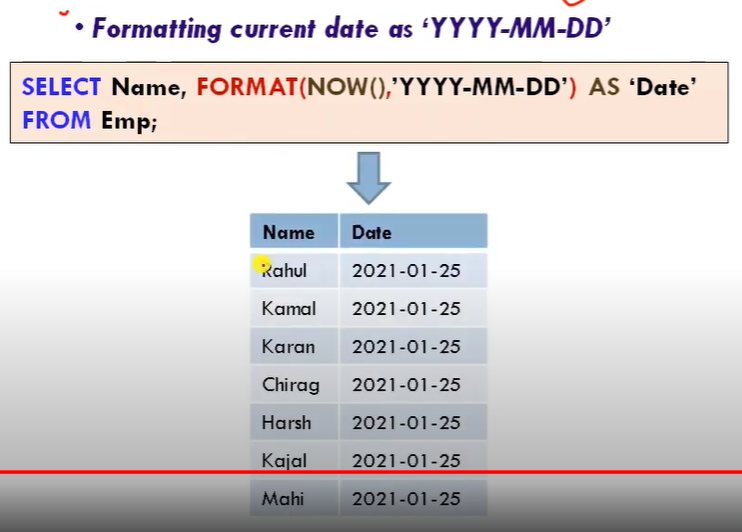 • Formatting current date as ‘YYYY-MM-DD’
SELECT Name, FORMAT(NOW(),’YYYY-MM-DD’) AS ‘Date’
FROM Emp;
Name Date
Rahul 2021-01-25
Kamal 2021-01-25
Karan 2021-01-25
Chirag 2021-01-25
Harsh 2021-01-25
Kajal 2021-01-25
Mahi 2021-01-25